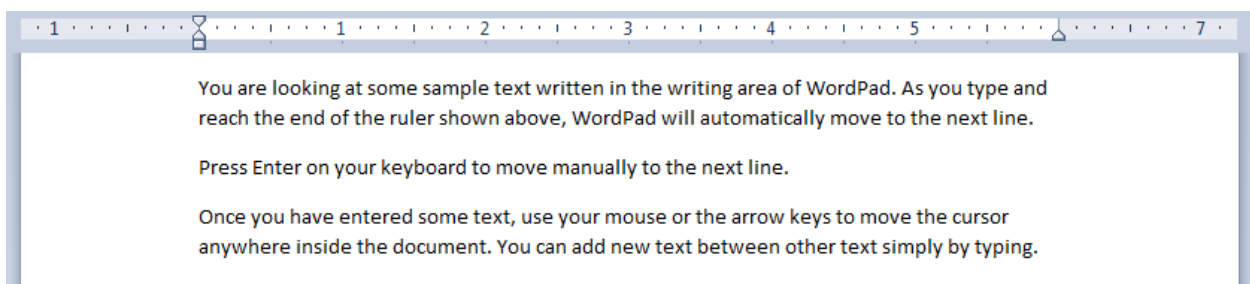 1 1 2 3 4 5 7
You are looking at some sample text written in the writing area of WordPad. As you type and
reach the end of the ruler shown above, WordPad will automatically move to the next line.
Press Enter on your keyboard to move manually to the next line.
Once you have entered some text, use your mouse or the arrow keys to move the cursor
anywhere inside the document. You can add new text between other text simply by typing.